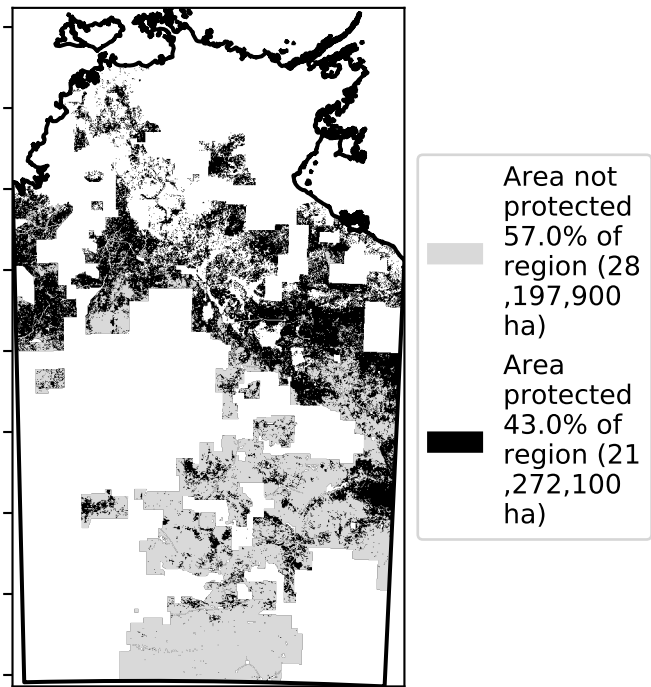 Area not
protected
57.0% of
region (28
,197,900
ha)
Area
protected
43.0% of
region (21
,272,100
ha)